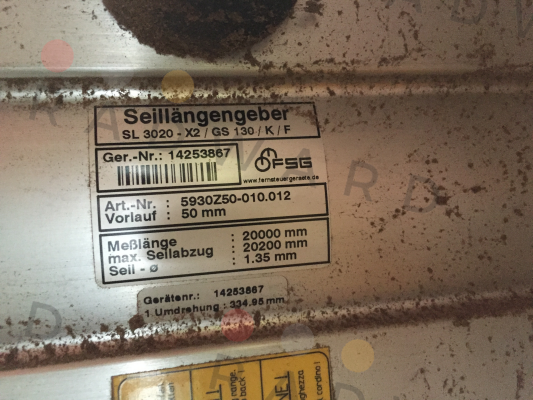 Seillängengeber
SL 3020 - X2 / GS 130 / K / F
Ger.-Nr.: 14253867
FSG
www.fernsteuergeraete.de
Art.-Nr. : 5930Z50-010.012
Vorlauf : 50 mm
Meßlänge : 20000 mm
max. Seilabzug : 20200 mm
Seil - ø : 1.35 mm
Gerätenr.: 14253867
1 Umdrehung : 334.95 mm
range.
back !